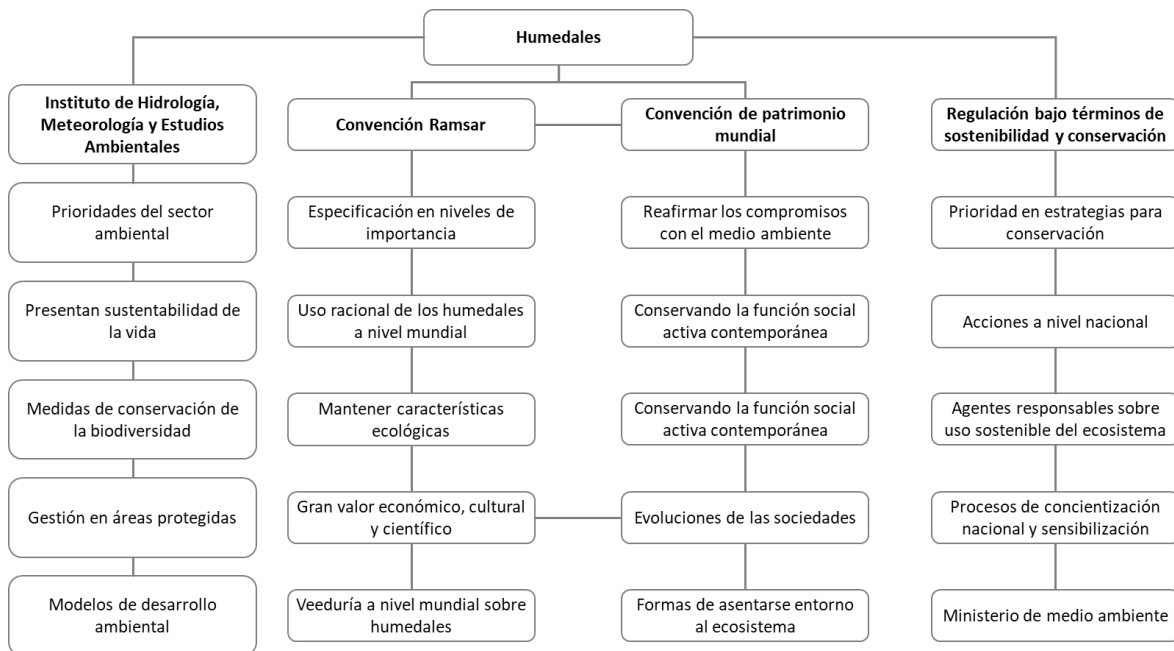 Humedales
Instituto de Hidrología,
Meteorología y Estudios
Ambientales
Prioridades del sector
ambiental
Presentan sustentabilidad de
la vida
Medidas de conservación de
la biodiversidad
Gestión en áreas protegidas
Modelos de desarrollo
ambiental
Convención Ramsar
Especificación en niveles de
importancia
Uso racional de los humedales
a nivel mundial
Mantener características
ecológicas
Gran valor económico, cultural
y científico
Veeduría a nivel mundial sobre
humedales
Convención de patrimonio
mundial
Reafirmar los compromisos
con el medio ambiente
Conservando la función social
activa contemporánea
Conservando la función social
activa contemporánea
Evoluciones de las sociedades
Formas de asentarse entorno
al ecosistema
Regulación bajo términos de
sostenibilidad y conservación
Prioridad en estrategias para
conservación
Acciones a nivel nacional
Agentes responsables sobre
uso sostenible del ecosistema
Procesos de concientización
nacional y sensibilización
Ministerio de medio ambiente